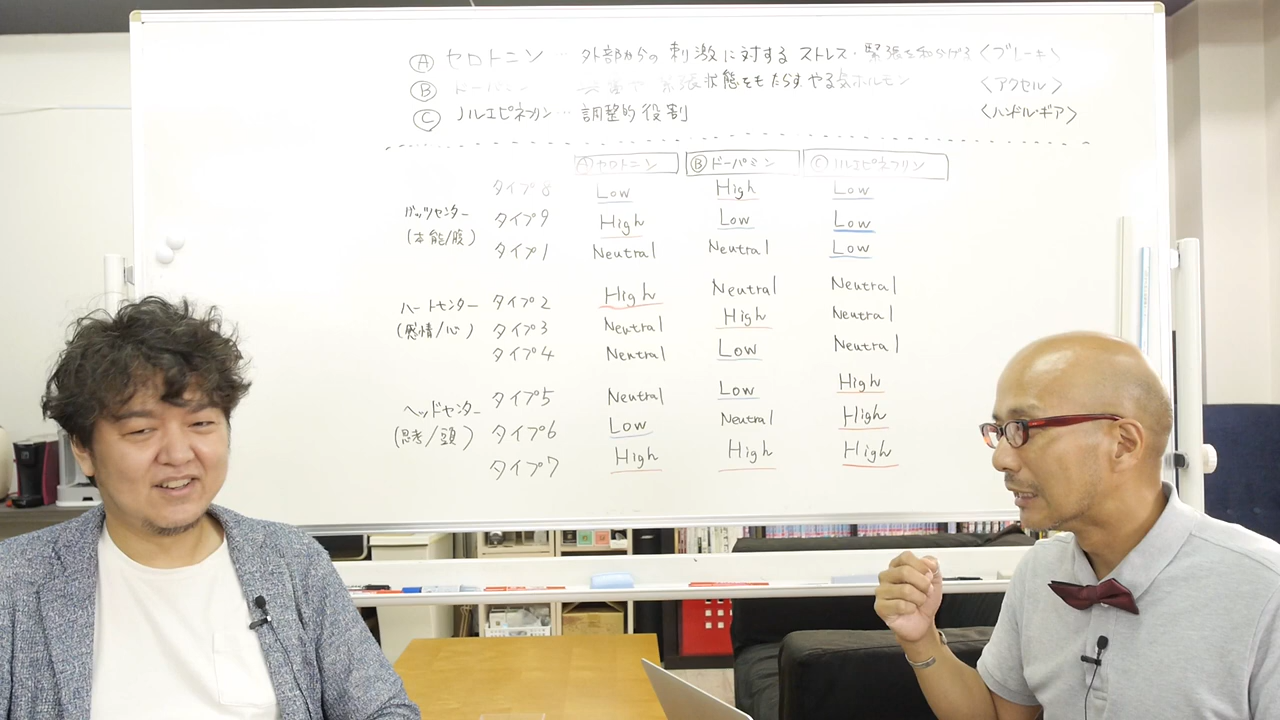 Ⓐ セロトニン … 外部からの刺激に対する ストレス・緊張を和らげる 〈ブレーキ〉
Ⓑ ドーパミン 緊張状態をもたらす やる気ホルモン 〈アクセル〉
Ⓒ ノルエピネフリン … 調整的役割 〈ハンドル・ギア〉
Ⓐセロトニン Ⓑドーパミン Ⓒノルエピネフリン
タイプ8 Low High Low
ガッツセンター (本能/腹) タイプ9 High Low Low
タイプ1 Neutral Neutral Low
ハートセンター (感情/心) タイプ2 High Neutral Neutral
タイプ3 Neutral High Neutral
タイプ4 Neutral Low Neutral
タイプ5 Neutral Low High
ヘッドセンター (思考/頭) タイプ6 Low Neutral High
タイプ7 High High High